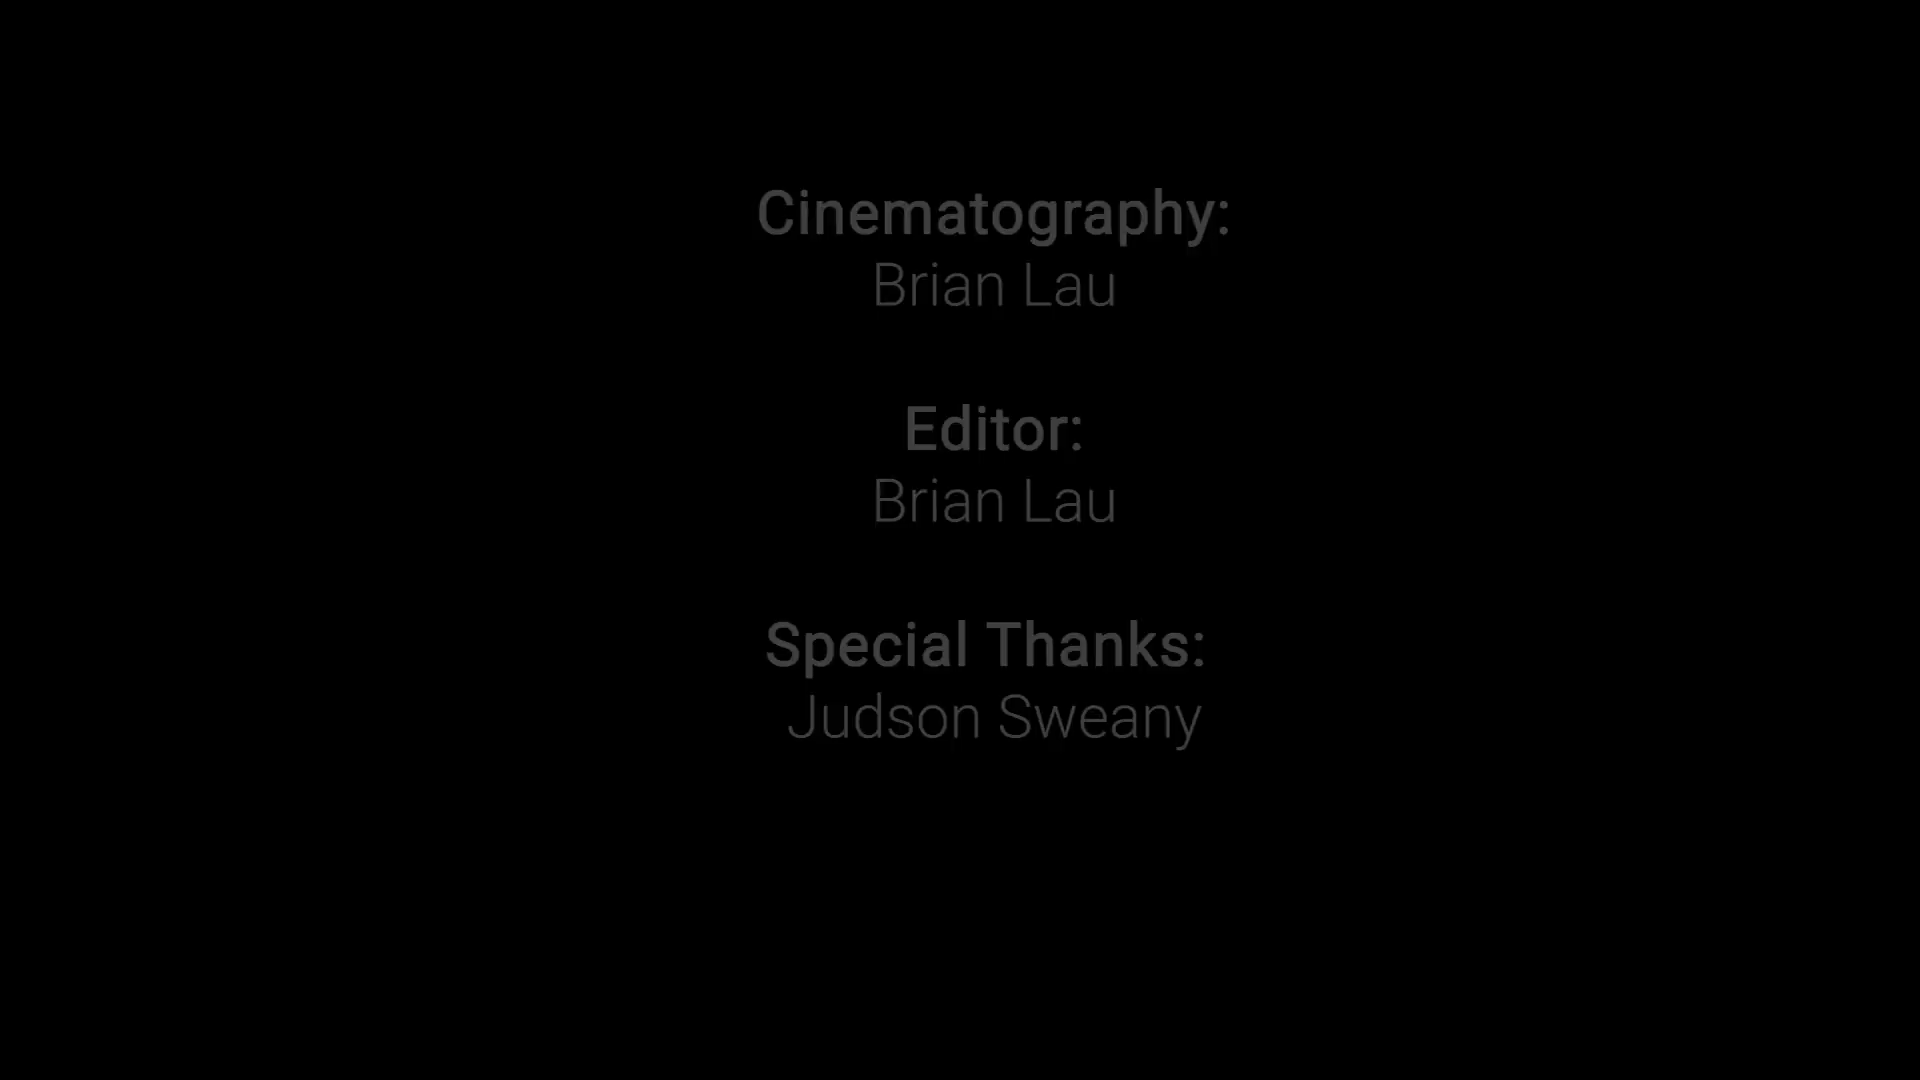 Cinematography:
Brian Lau
Editor:
Brian Lau
Special Thanks:
Judson Sweany